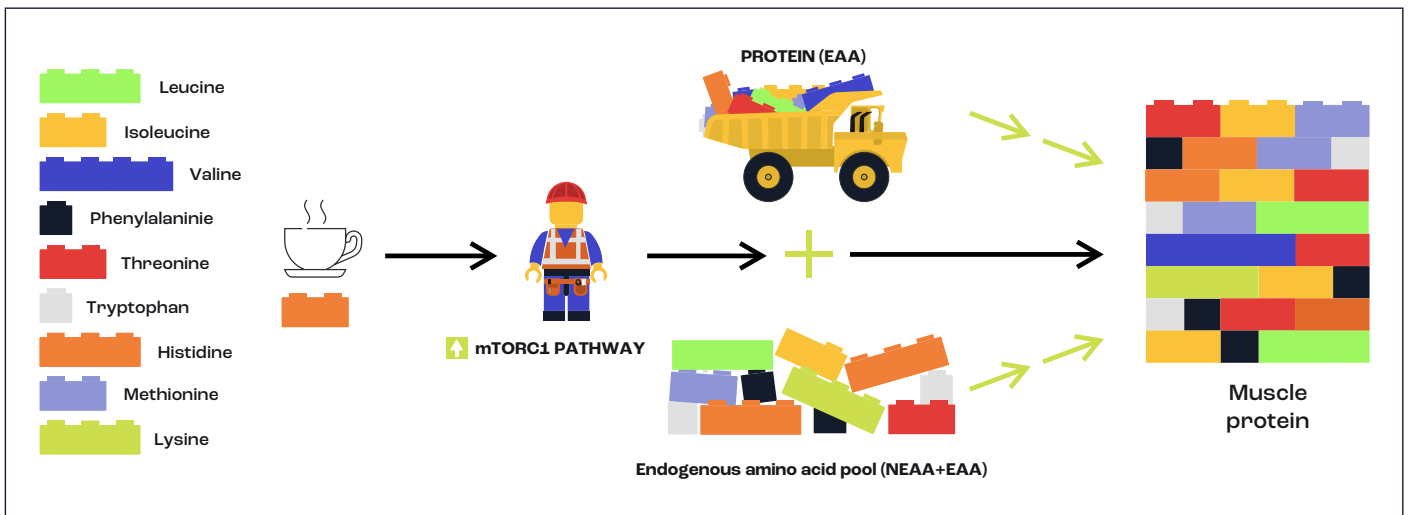 PROTEIN (EAA)
Leucine
Isoleucine
Valine
Phenylalaninie
Threonine
Tryptophan
Histidine
Methionine
Lysine
mTORC1 PATHWAY
Endogenous amino acid pool (NEAA+EAA)
Muscle
protein